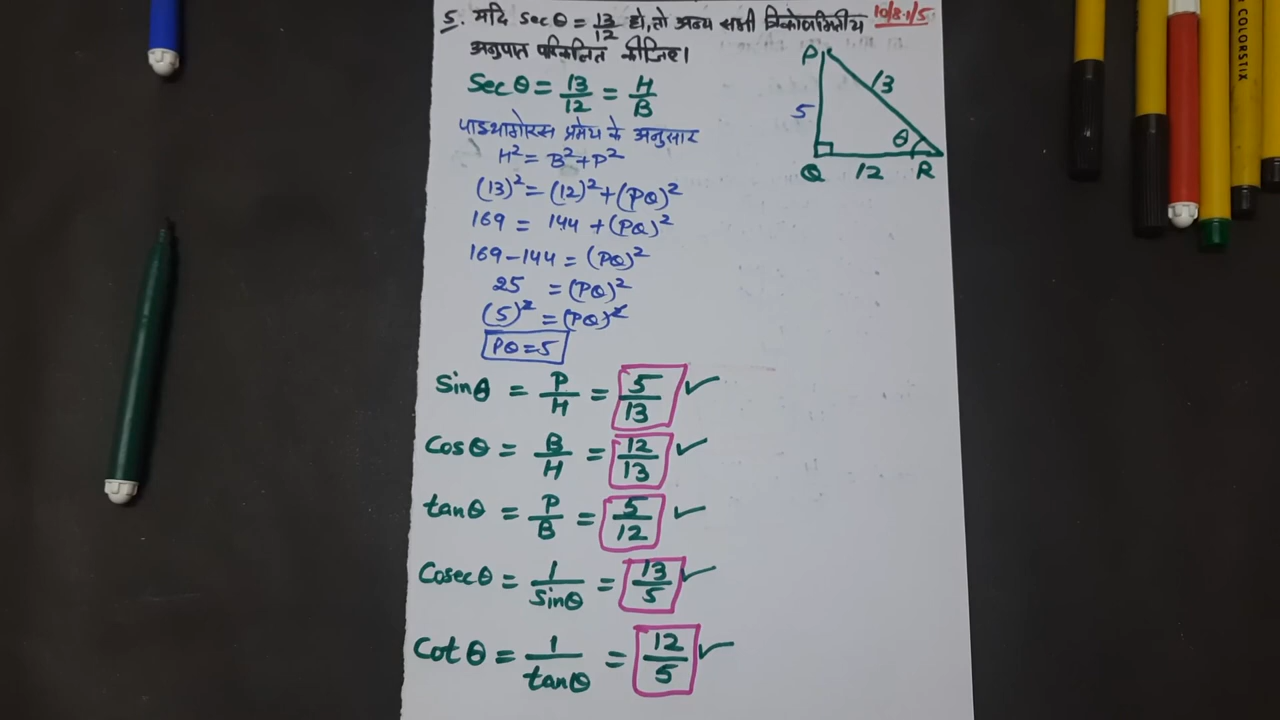 5. यदि secθ = 13/12 हो, तो अन्य सभी त्रिकोणमितीय 10/8.1/5
अनुपात परिकलित कीजिए।
Secθ = 13/12 = H/B
पाइथागोरस प्रमेय के अनुसार
H² = B² + P²
(13)² = (12)² + (PQ)²
169 = 144 + (PQ)²
169 - 144 = (PQ)²
25 = (PQ)²
(5)² = (PQ)²
PQ = 5
P
13
5
θ
Q 12 R
Sinθ = P/H = 5/13 ✓
Cosθ = B/H = 12/13 ✓
tanθ = P/B = 5/12 ✓
Cosecθ = 1/Sinθ = 13/5 ✓
Cotθ = 1/tanθ = 12/5 ✓
COLORSTIX